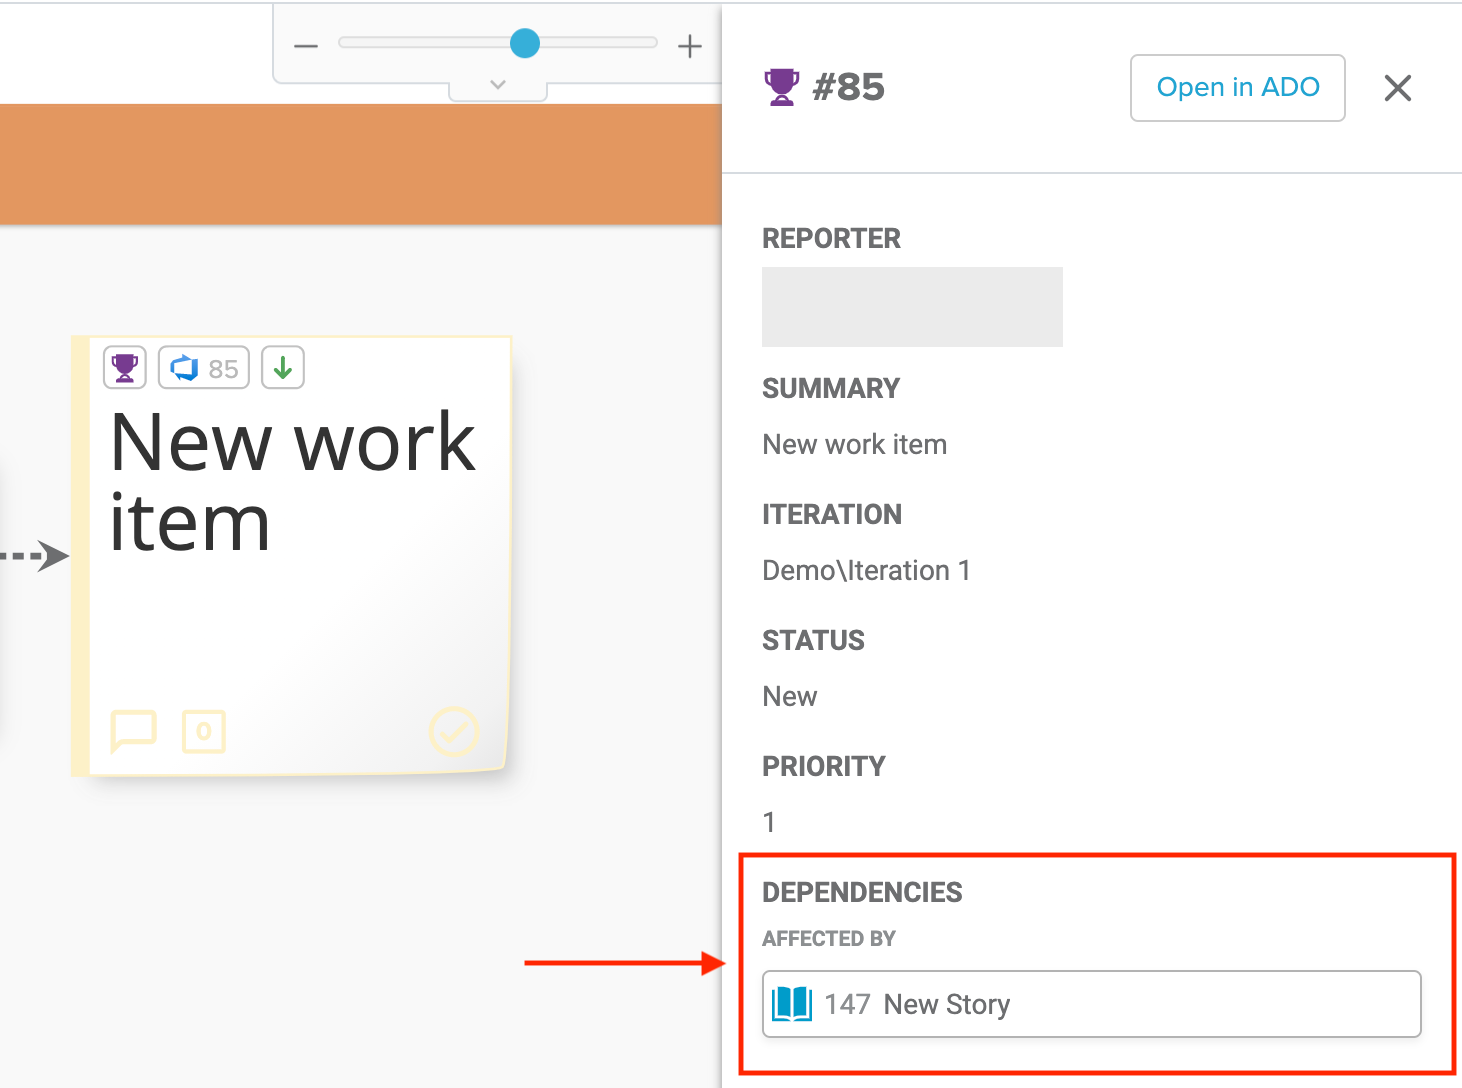 #85
Open in ADO
REPORTER
SUMMARY
New work item
ITERATION
Demo\Iteration 1
STATUS
New
PRIORITY
1
DEPENDENCIES
AFFECTED BY
147 New Story
85
New work
item
0